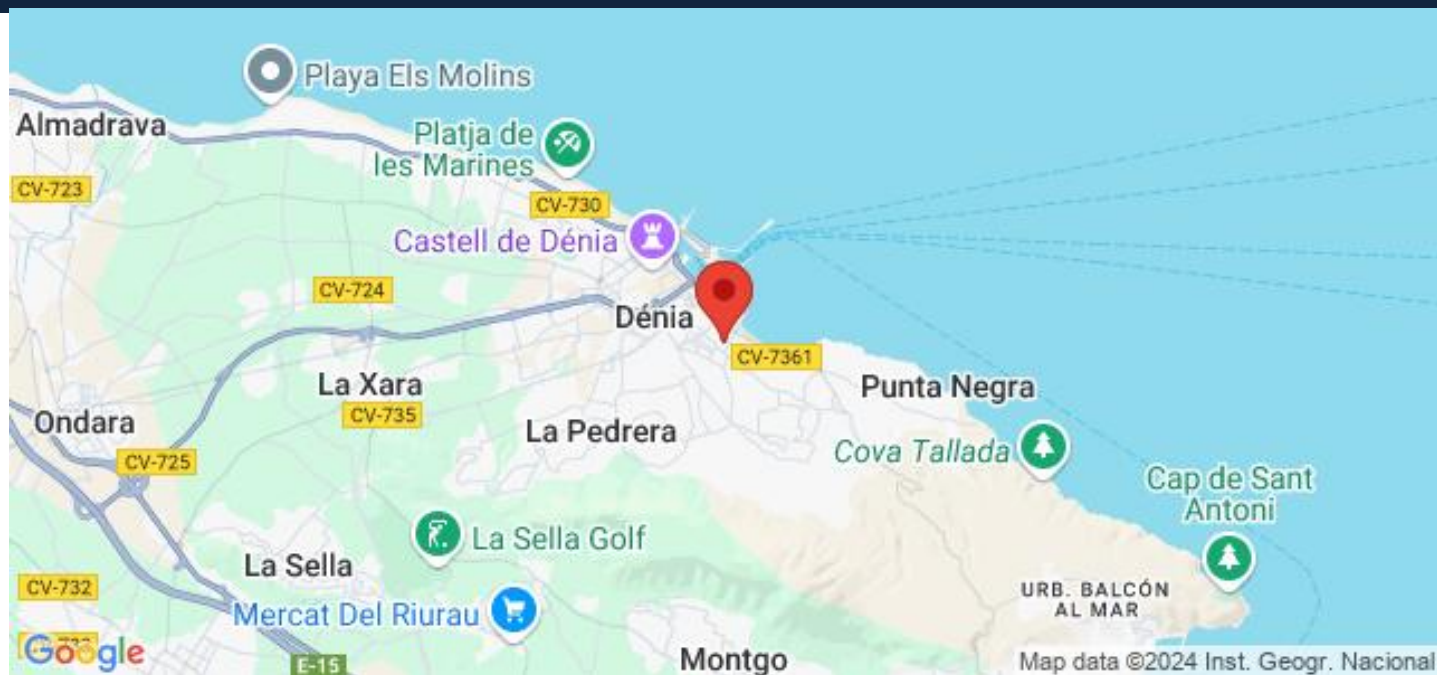 Playa Els Molins
Almadrava
Platja de
les Marines
CV-723
CV-730
Castell de Dénia
CV-724
Dénia
CV-7361
La Xara
Punta Negra
CV-735
Ondara
La Pedrera
Cova Tallada
CV-725
Cap de Sant
Antoni
La Sella Golf
La Sella
CV-732
URB. BALCÓN
AL MAR
Mercat Del Riurau
Google
E-15
Montgo
Map data ©2024 Inst. Geogr. Nacional